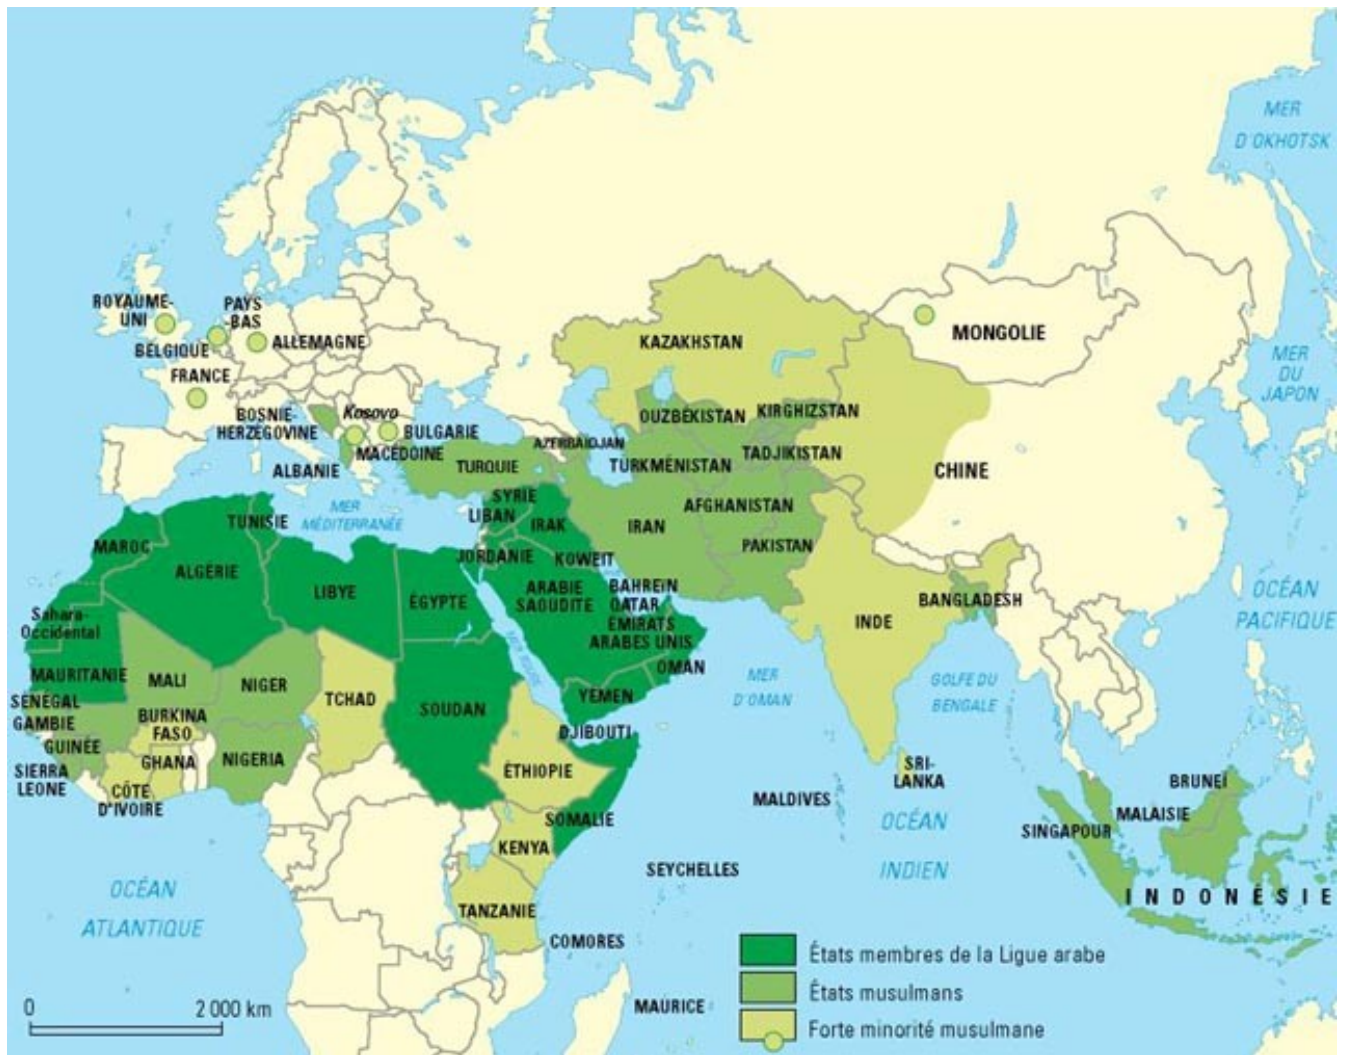 MER
D'OKHOTSK
ROYAUME-
UNI
PAYS
-BAS
BELGIQUE
ALLEMAGNE
FRANCE
MONGOLIE
KAZAKHSTAN
MER
DU
JAPON
BOSNIE-
HERZÉGOVINE
Kosovo
BULGARIE
MACÉDOINE
ALBANIE
AZERBAÏDJAN
OUZBÉKISTAN
KIRGHIZSTAN
TURQUIE
TURKMÉNISTAN
TADJIKISTAN
CHINE
MER
MÉDITERRANÉE
SYRIE
LIBAN
IRAK
IRAN
AFGHANISTAN
TUNISIE
MAROC
ALGÉRIE
JORDANIE
KOWEIT
PAKISTAN
LIBYE
ÉGYPTE
ARABIE
SAOUDITE
BAHREÏN
QATAR
ÉMIRATS
ARABES UNIS
BANGLADESH
INDE
OCÉAN
PACIFIQUE
Sahara-
Occidental
MER ROUGE
MAURITANIE
MALI
NIGER
TCHAD
SOUDAN
YÉMEN
OMAN
MER
D'OMAN
GOLFE DU
BENGALE
SÉNÉGAL
GAMBIE
BURKINA
FASO
GUINÉE
GHANA
NIGERIA
DJIBOUTI
SIERRA
LEONE
CÔTE
D'IVOIRE
ÉTHIOPIE
SRI-
LANKA
BRUNEÏ
MALDIVES
MALAISIE
SOMALIE
OCÉAN
INDIEN
SINGAPOUR
KENYA
SEYCHELLES
OCÉAN
ATLANTIQUE
INDONÉSIE
TANZANIE
COMORES
MAURICE
États membres de la Ligue arabe
États musulmans
Forte minorité musulmane
0 2 000 km